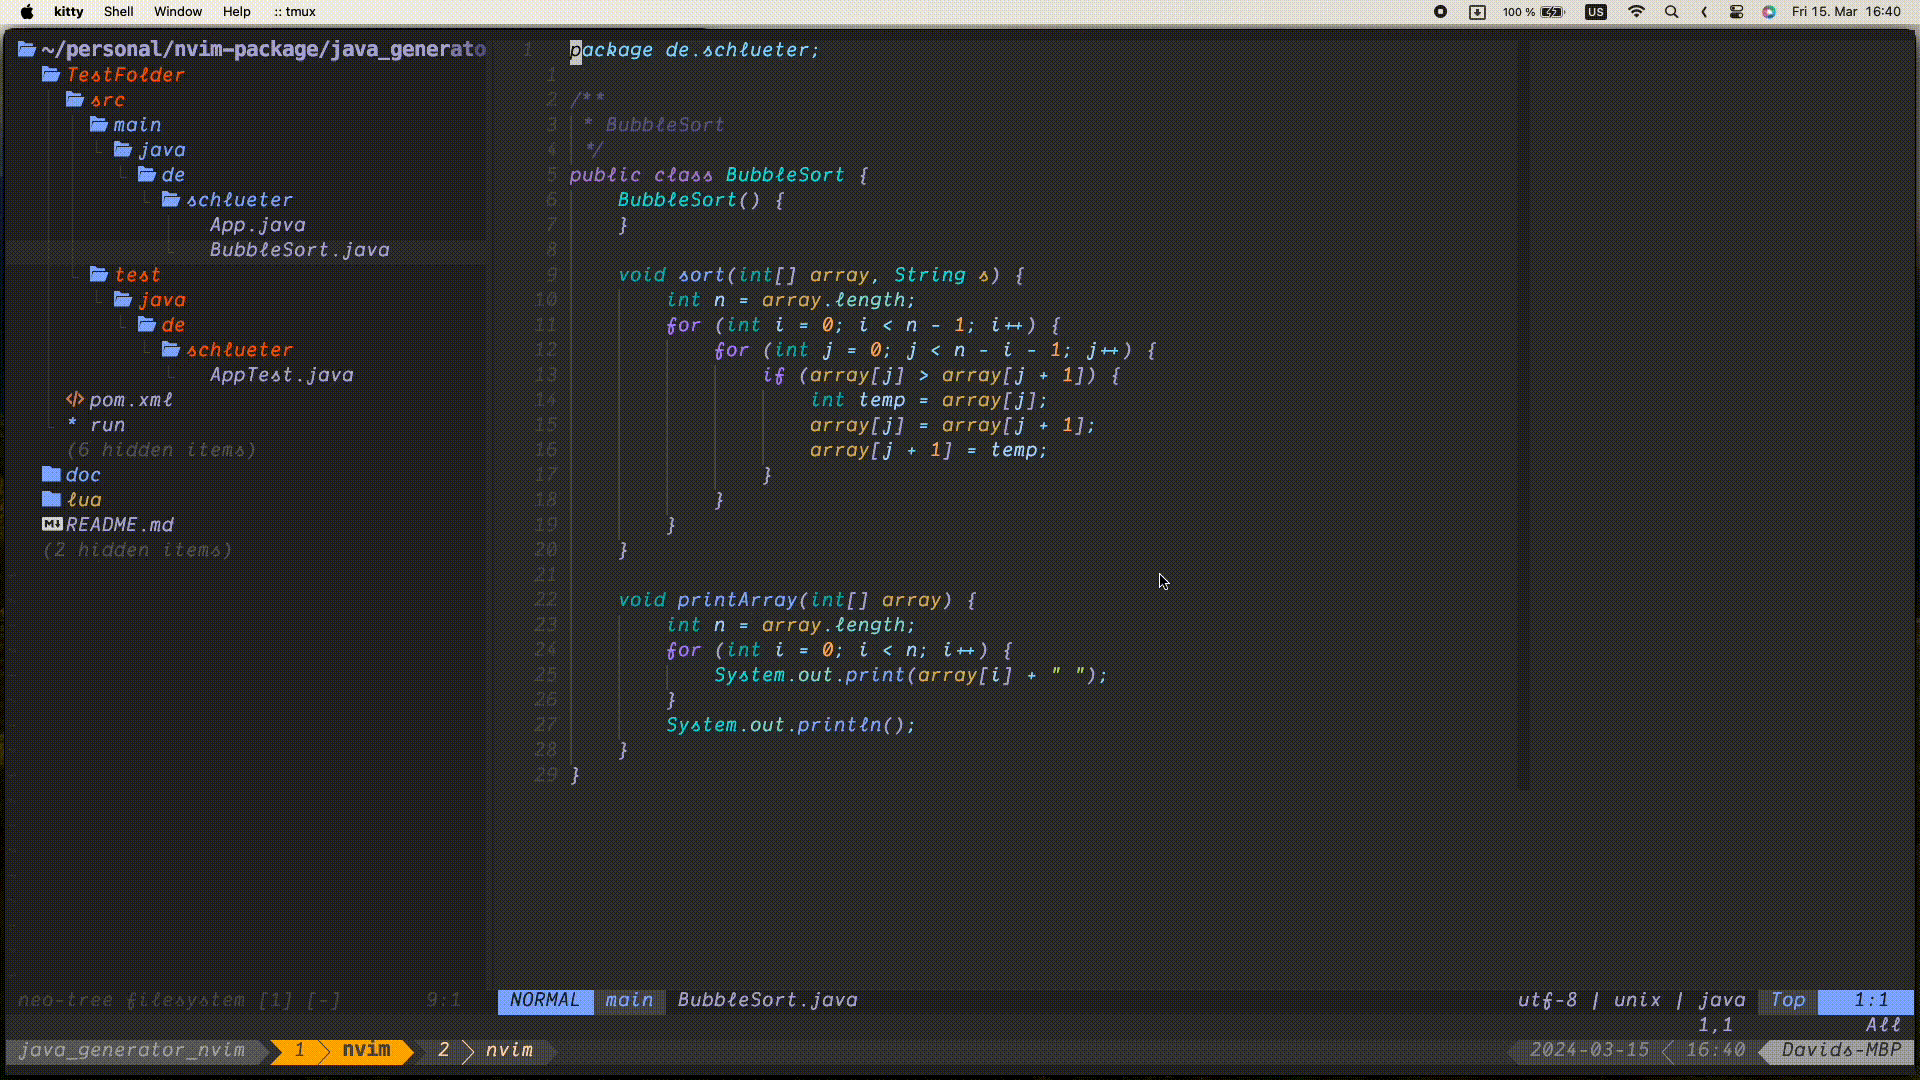 kitty Shell Window Help :: tmux 100 % US Fri 15. Mar 16:40
~/personal/nvim-package/java_generato
TestFolder
src
main
java
de
schlueter
App.java
BubbleSort.java
test
java
de
schlueter
AppTest.java
</> pom.xml
* run
(6 hidden items)
doc
lua
M↓ README.md
(2 hidden items)
neo-tree filesystem [1] [-] 9:1
1 package de.schlueter;
1
2 /**
3 * BubbleSort
4 */
5 public class BubbleSort {
6 BubbleSort() {
7 }
8
9 void sort(int[] array, String s) {
10 int n = array.length;
11 for (int i = 0; i < n - 1; i++) {
12 for (int j = 0; j < n - i - 1; j++) {
13 if (array[j] > array[j + 1]) {
14 int temp = array[j];
15 array[j] = array[j + 1];
16 array[j + 1] = temp;
17 }
18 }
19 }
20 }
21
22 void printArray(int[] array) {
23 int n = array.length;
24 for (int i = 0; i < n; i++) {
25 System.out.print(array[i] + " ");
26 }
27 System.out.println();
28 }
29 }
NORMAL main BubbleSort.java utf-8 | unix | java Top 1:1
1,1 All
java_generator_nvim 1 nvim 2 nvim 2024-03-15 16:40 Davids-MBP